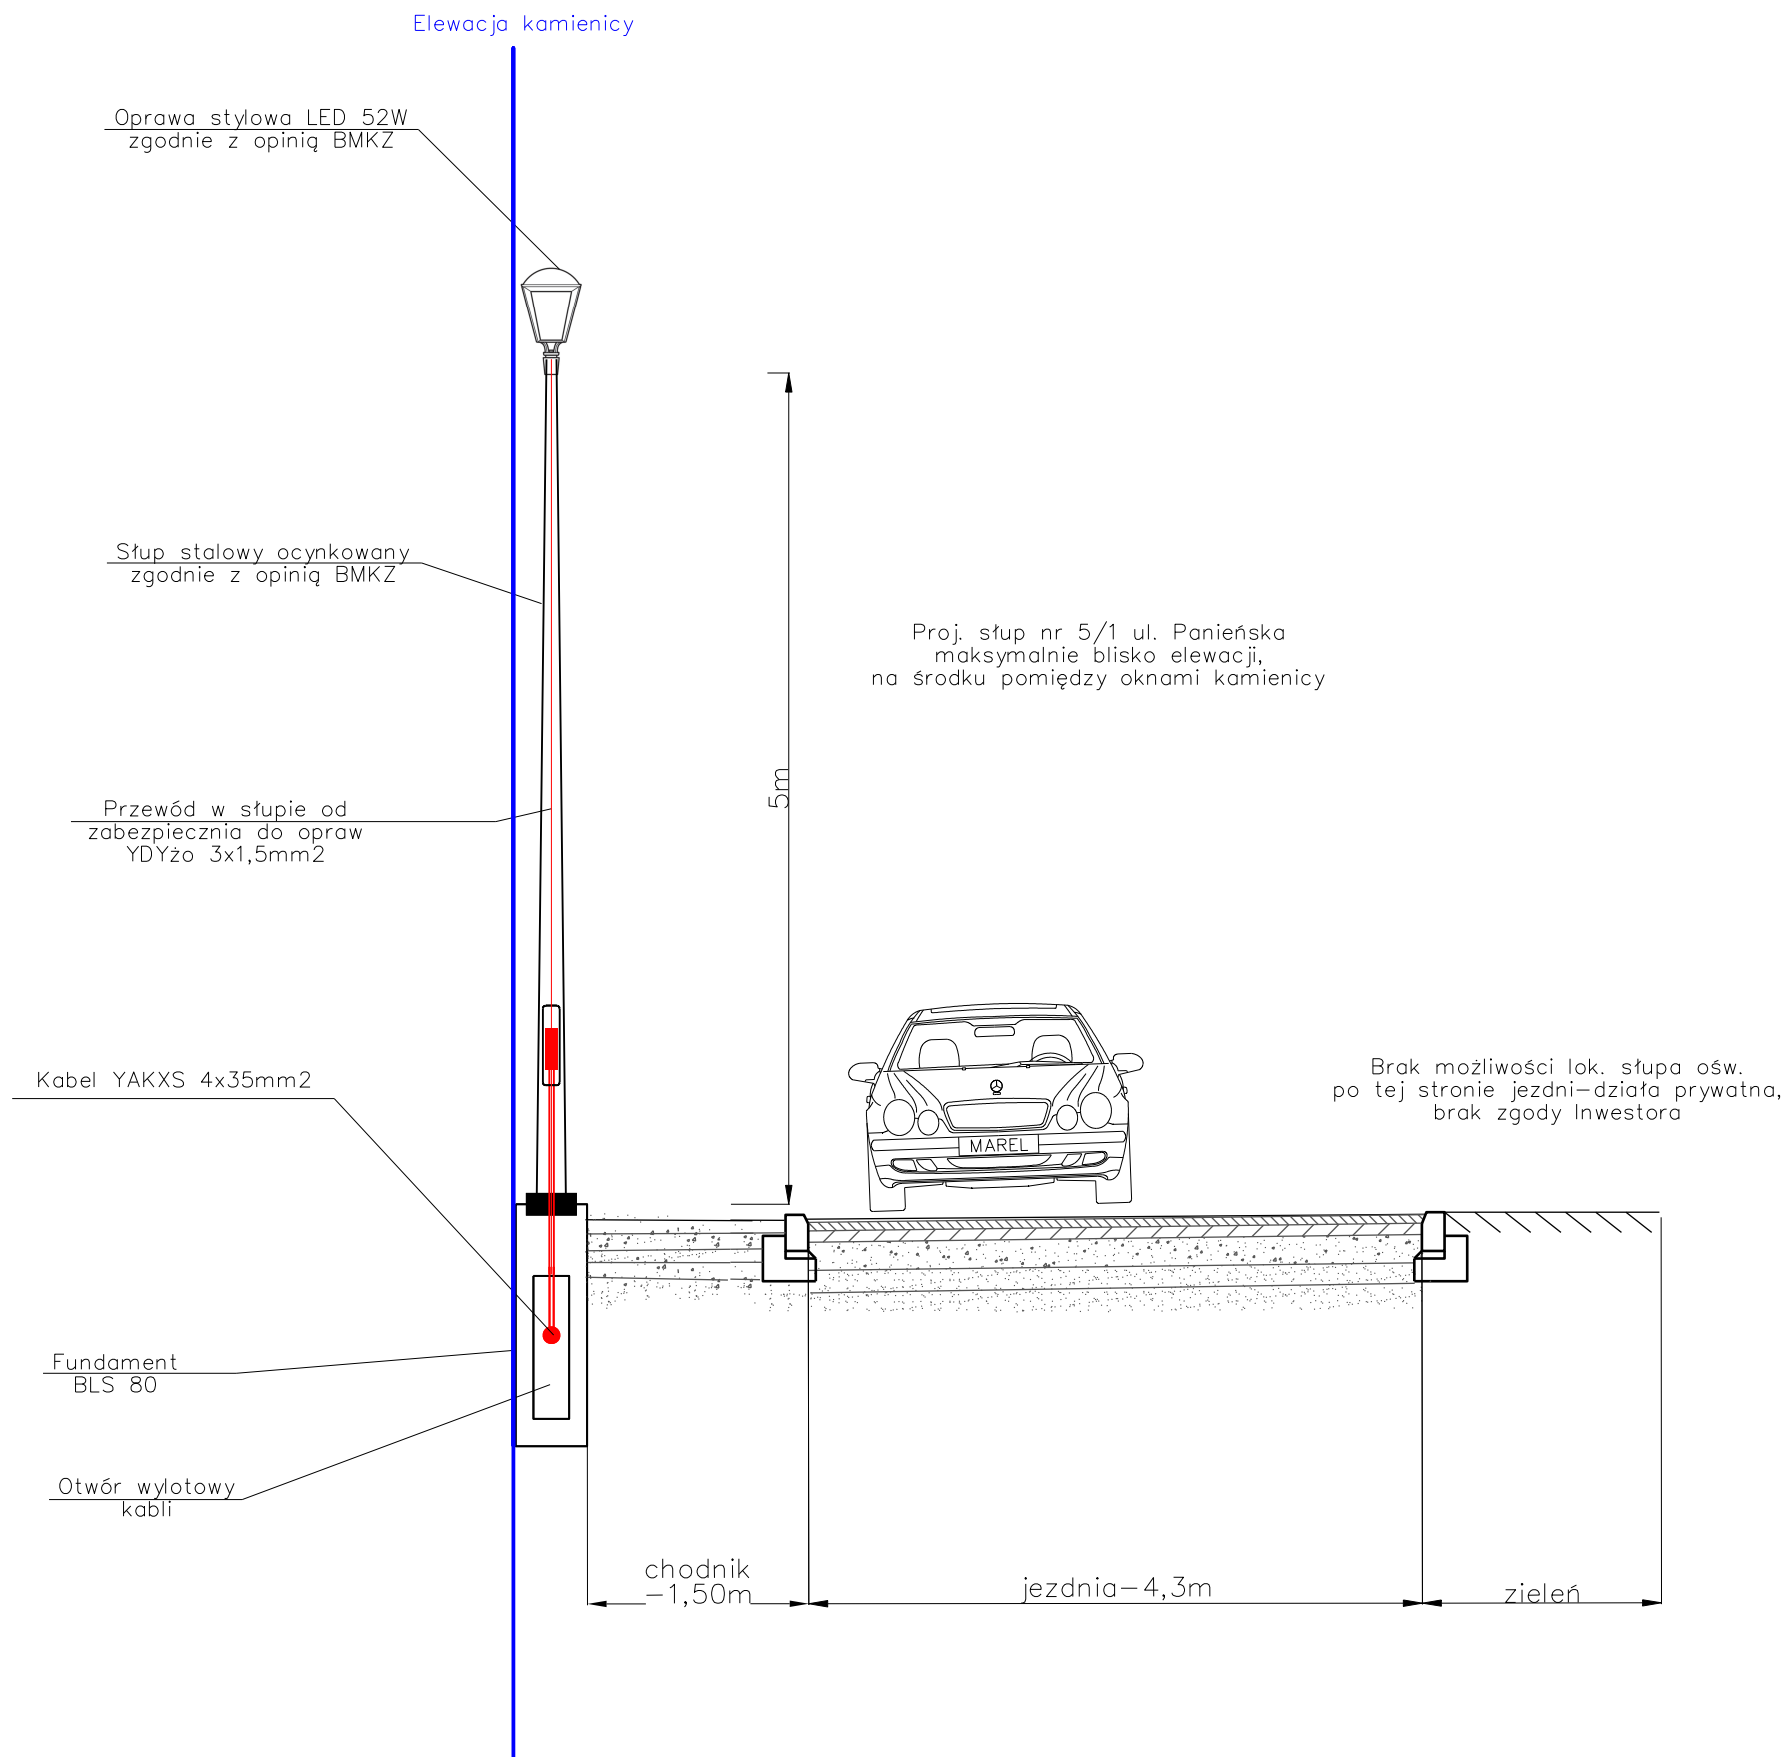 Elewacja kamienicy
Oprawa stylowa LED 52W
zgodnie z opinią BMKZ
Słup stalowy ocynkowany
zgodnie z opinią BMKZ
Proj. słup nr 5/1 ul. Panieńska
maksymalnie blisko elewacji,
na środku pomiędzy oknami kamienicy
5m
Przewód w słupie od
zabezpiecznia do opraw
YDYżo 3x1,5mm2
Kabel YAKXS 4x35mm2
Brak możliwości lok. słupa ośw.
po tej stronie jezdni-działa prywatna,
brak zgody Inwestora
MAREL
Fundament
BLS 80
Otwór wylotowy
kabli
chodnik
-1,50m
jezdnia-4,3m
zieleń